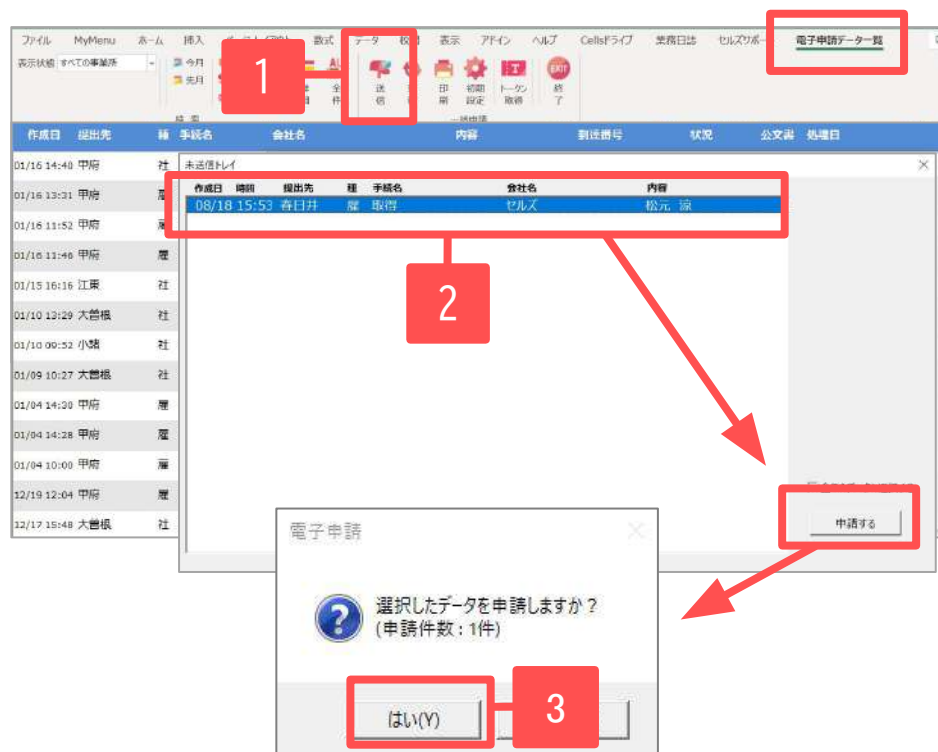 ファイル MyMenu ホーム 挿入 数式 データ 表示 アドイン ヘルプ Cellsドライブ 業務日誌 電子申請データ一覧
表示状態 すべての事業所 今月
先月
送信 印刷 初期設定 トークン取得 EXIT 終了
1
作成日 提出先 種 手続名 会社名 内容 到達番号 状況 公文書 処理日
01/16 14:40 甲府 社
01/16 13:31 甲府
01/16 11:52 甲府
01/16 11:46 甲府 雇
01/15 16:16 江東 社
01/10 13:29 大曽根 社
01/10 09:52 小諸 社
01/09 10:27 大曽根 社
01/04 14:30 甲府 雇
01/04 14:28 甲府 雇
01/04 10:00 甲府 雇
12/19 12:04 甲府 雇
12/17 15:48 大曽根 社
未送信トレイ
作成日 時間 提出先 種 手続名 会社名 内容
08/18 15:53 春日井 雇 取得 セルズ 松元 涼
2
申請する
電子申請
選択したデータを申請しますか？
(申請件数：1件)
はい(Y)
3